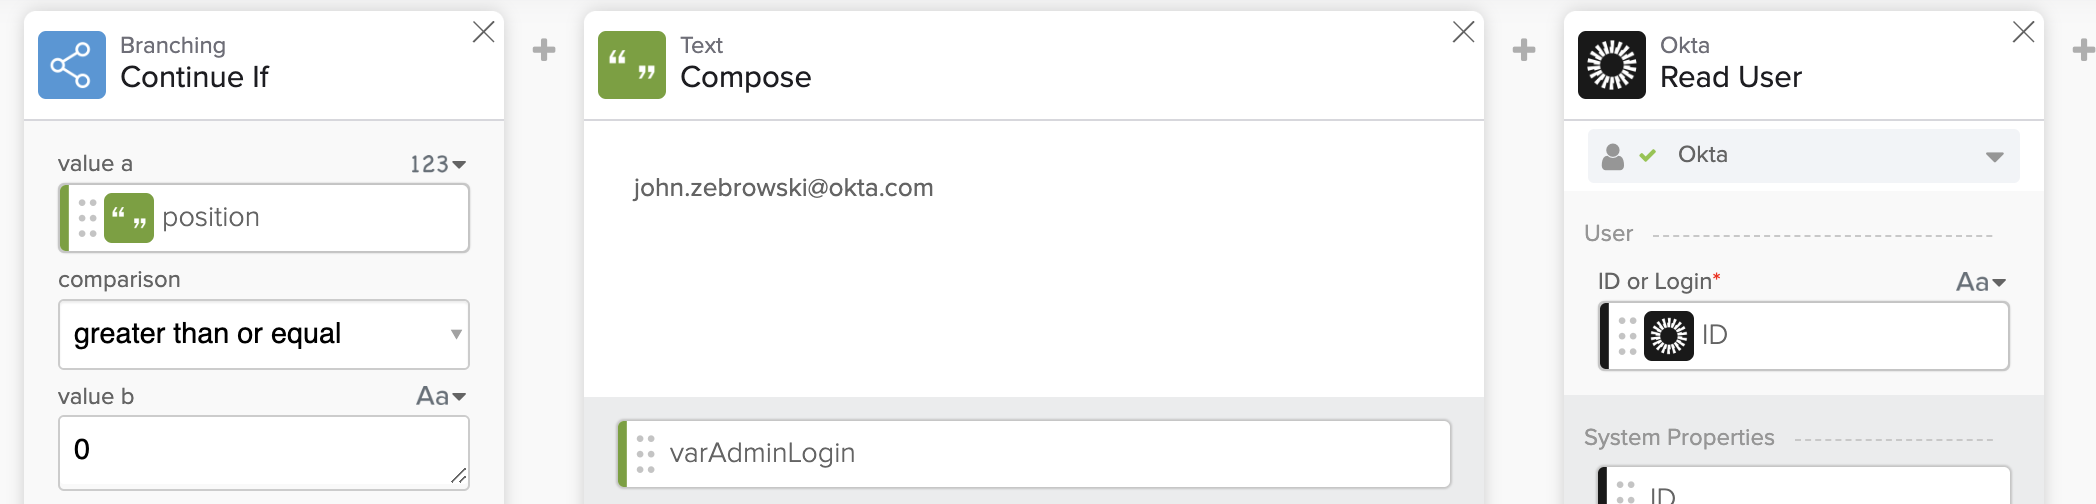 Branching
Continue If
value a
123
“ ” position
comparison
greater than or equal
value b
Aa
0
“ ”
Text
Compose
john.zebrowski@okta.com
varAdminLogin
Okta
Read User
Okta
User
ID or Login*
Aa
ID
System Properties
ID